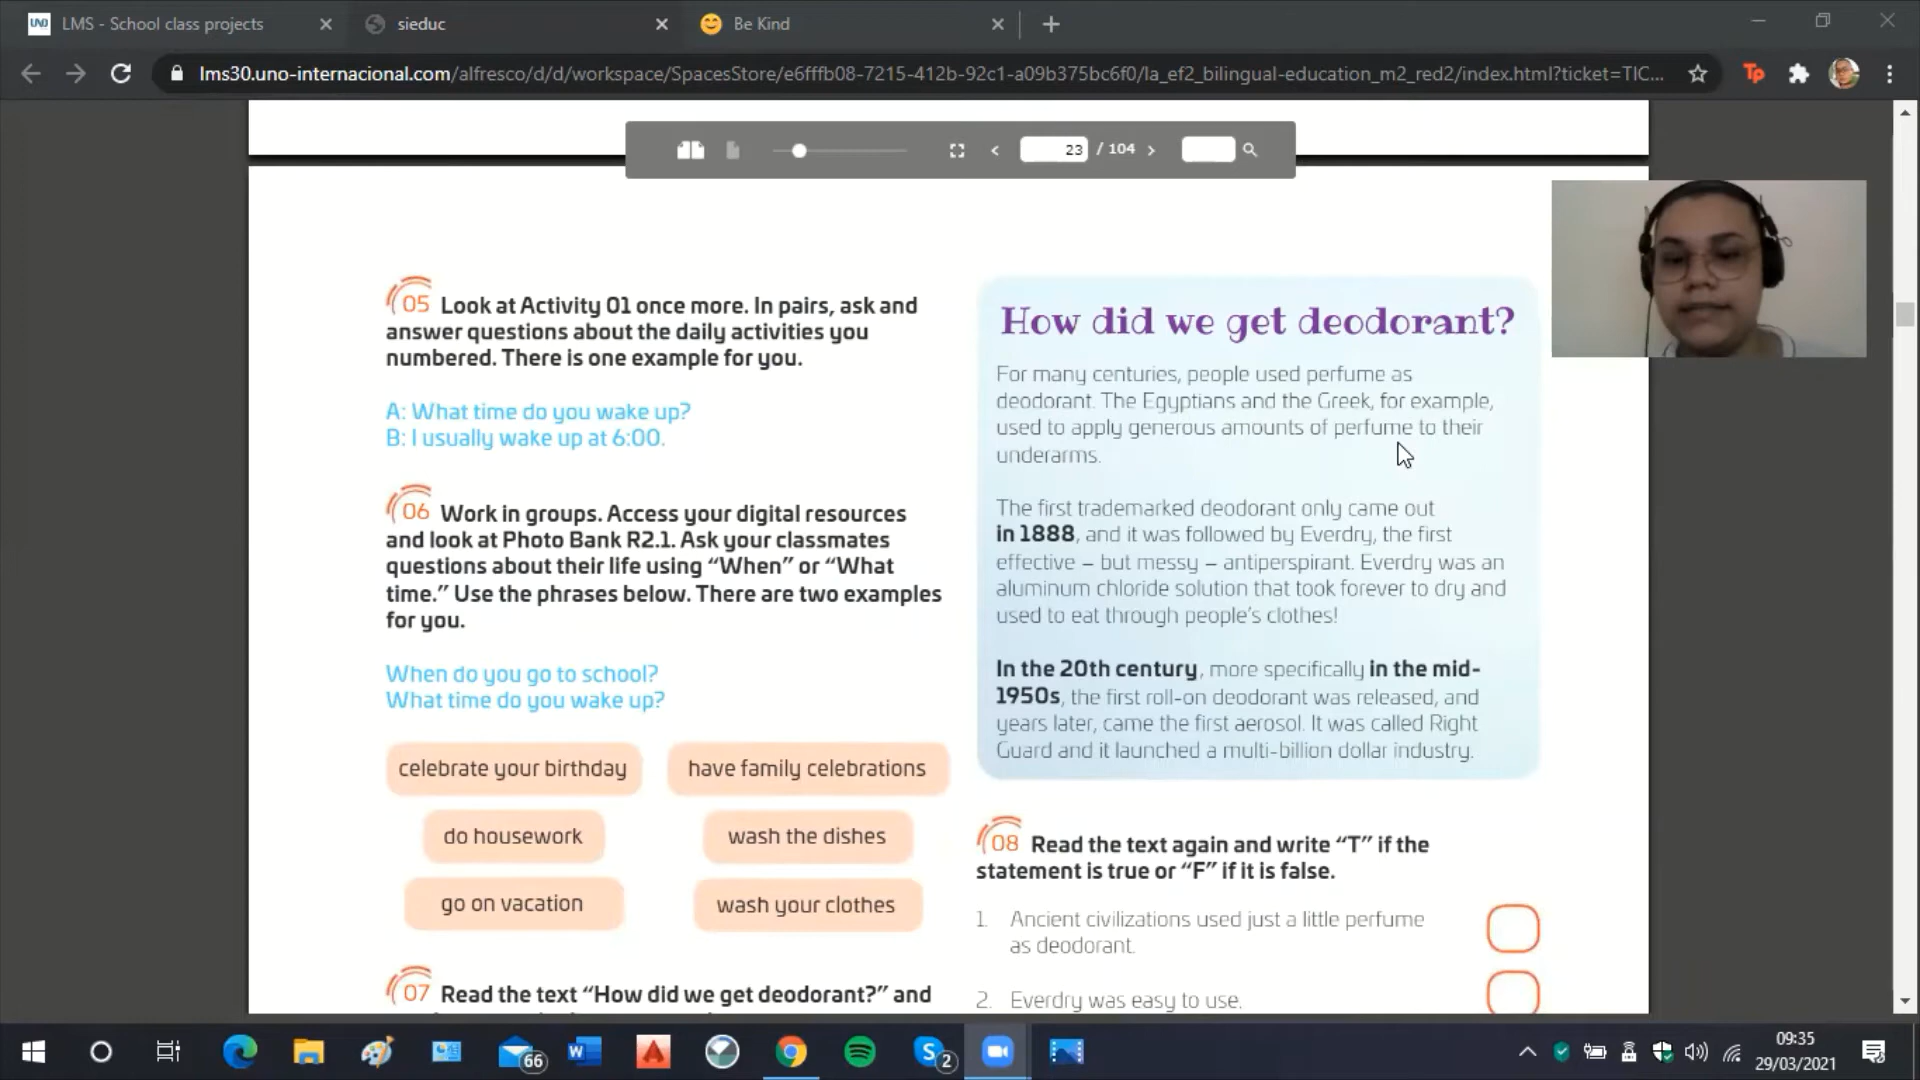 LMS - School class projects
sieduc
Be Kind
lms30.uno-internacional.com/alfresco/d/d/workspace/SpacesStore/e6fffb08-7215-412b-92c1-a09b375bc6f0/la_ef2_bilingual-education_m2_red2/index.html?ticket=TIC...
23 / 104
05 Look at Activity 01 once more. In pairs, ask and
answer questions about the daily activities you
numbered. There is one example for you.
A: What time do you wake up?
B: I usually wake up at 6:00.
06 Work in groups. Access your digital resources
and look at Photo Bank R2.1. Ask your classmates
questions about their life using “When” or “What
time.” Use the phrases below. There are two examples
for you.
When do you go to school?
What time do you wake up?
celebrate your birthday
have family celebrations
do housework
wash the dishes
go on vacation
wash your clothes
07 Read the text “How did we get deodorant?” and
How did we get deodorant?
For many centuries, people used perfume as
deodorant. The Egyptians and the Greek, for example,
used to apply generous amounts of perfume to their
underarms.
The first trademarked deodorant only came out
in 1888, and it was followed by Everdry, the first
effective – but messy – antiperspirant. Everdry was an
aluminum chloride solution that took forever to dry and
used to eat through people’s clothes!
In the 20th century, more specifically in the mid-
1950s, the first roll-on deodorant was released, and
years later, came the first aerosol. It was called Right
Guard and it launched a multi-billion dollar industry.
08 Read the text again and write “T” if the
statement is true or “F” if it is false.
1. Ancient civilizations used just a little perfume
as deodorant.
2. Everdry was easy to use.
66
2
09:35
29/03/2021